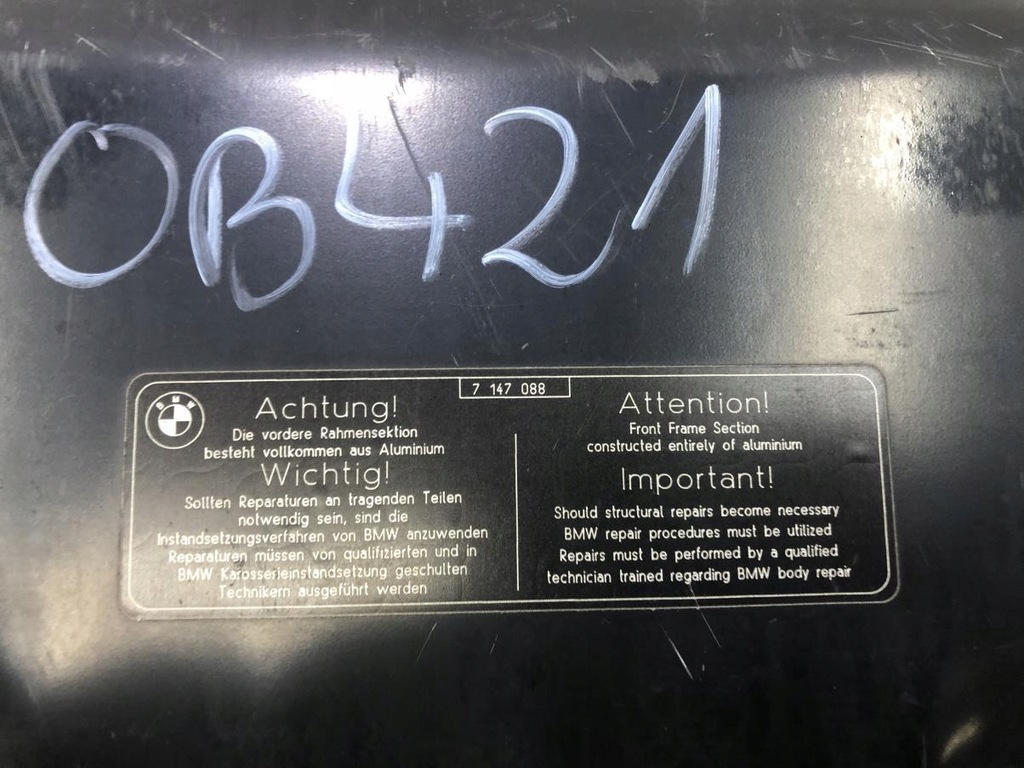 OB421
7 147 088
BMW
Achtung!
Die vordere Rahmensektion
besteht vollkommen aus Aluminium
Wichtig!
Sollten Reparaturen an tragenden Teilen
notwendig sein, sind die
Instandsetzungsverfahren von BMW anzuwenden
Reparaturen müssen von qualifizierten und in
BMW Karosserieinstandsetzung geschulten
Technikern ausgeführt werden
Attention!
Front Frame Section
constructed entirely of aluminium
Important!
Should structural repairs become necessary
BMW repair procedures must be utilized
Repairs must be performed by a qualified
technician trained regarding BMW body repair